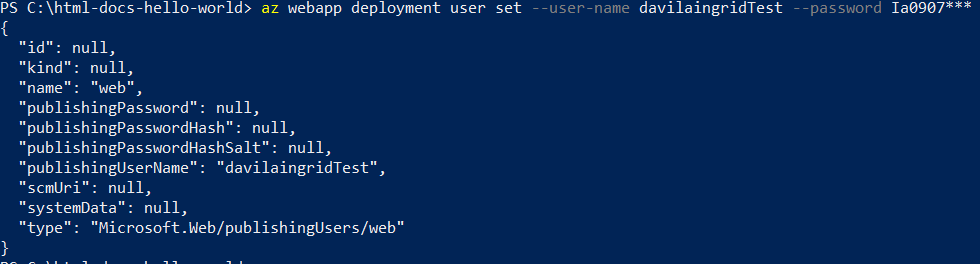 PS C:\html-docs-hello-world> az webapp deployment user set --user-name davilaingridTest --password Ia0907***
{
  "id": null,
  "kind": null,
  "name": "web",
  "publishingPassword": null,
  "publishingPasswordHash": null,
  "publishingPasswordHashSalt": null,
  "publishingUserName": "davilaingridTest",
  "scmUri": null,
  "systemData": null,
  "type": "Microsoft.Web/publishingUsers/web"
}